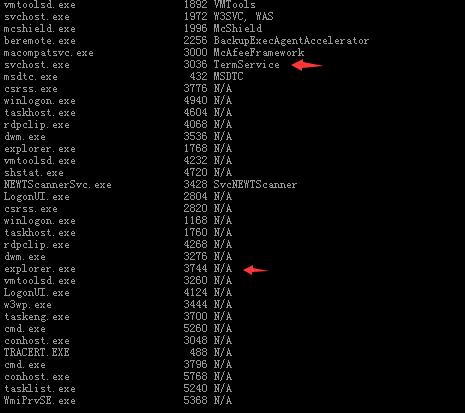 vmtoolsd.exe 1892 VMTools
svchost.exe 1972 W3SVC, WAS
mcshield.exe 1996 McShield
beremote.exe 2256 BackupExecAgentAccelerator
macompatsvc.exe 3000 McAfeeFramework
svchost.exe 3036 TermService
msdtc.exe 432 MSDTC
csrss.exe 3776 N/A
winlogon.exe 4940 N/A
taskhost.exe 4604 N/A
rdpclip.exe 4068 N/A
dwm.exe 3536 N/A
explorer.exe 1768 N/A
vmtoolsd.exe 4232 N/A
shstat.exe 4720 N/A
NEWTScannerSvc.exe 3428 SvcNEWTScanner
LogonUI.exe 2804 N/A
csrss.exe 2820 N/A
winlogon.exe 1168 N/A
taskhost.exe 1760 N/A
rdpclip.exe 4268 N/A
dwm.exe 3276 N/A
explorer.exe 3744 N/A
vmtoolsd.exe 3260 N/A
LogonUI.exe 4124 N/A
w3wp.exe 3444 N/A
taskeng.exe 3700 N/A
cmd.exe 5260 N/A
conhost.exe 3048 N/A
TRACERT.EXE 488 N/A
cmd.exe 3796 N/A
conhost.exe 5768 N/A
tasklist.exe 5240 N/A
WmiPrvSE.exe 5368 N/A